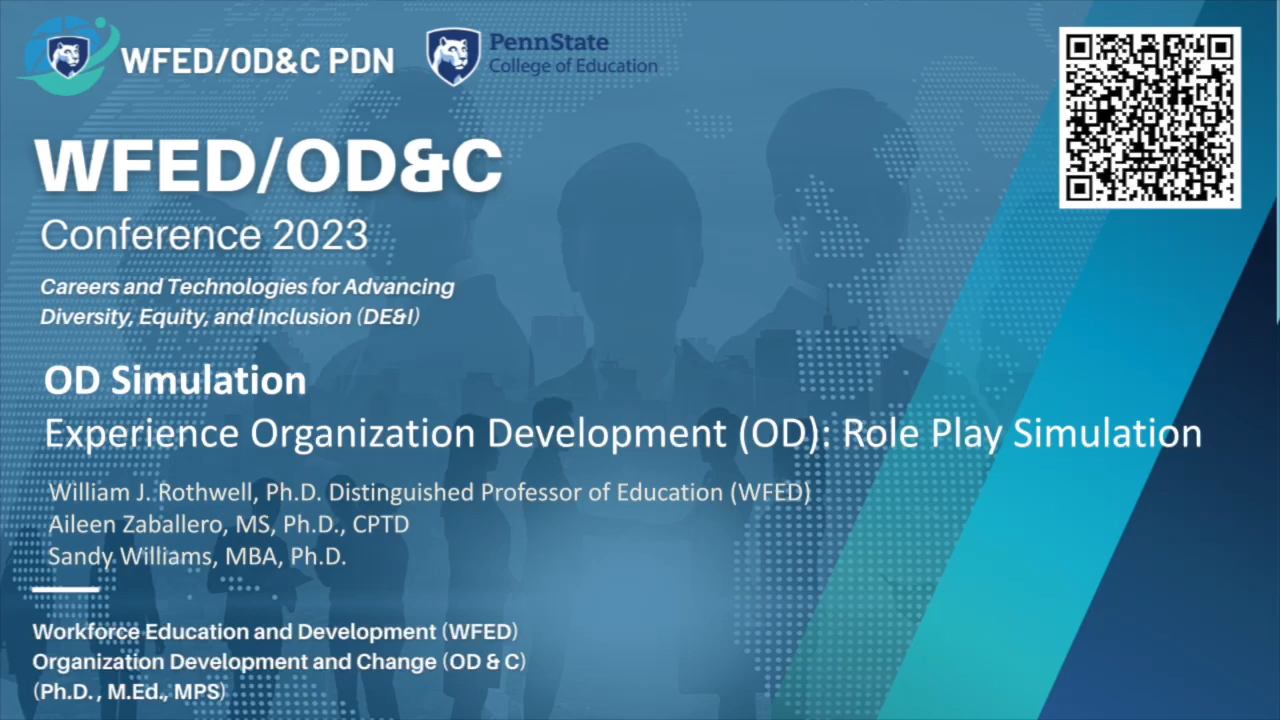 WFED/OD&C PDN
PennState
College of Education
WFED/OD&C
Conference 2023
Careers and Technologies for Advancing
Diversity, Equity, and Inclusion (DE&I)
OD Simulation
Experience Organization Development (OD): Role Play Simulation
William J. Rothwell, Ph.D. Distinguished Professor of Education (WFED)
Aileen Zaballero, MS, Ph.D., CPTD
Sandy Williams, MBA, Ph.D.
Workforce Education and Development (WFED)
Organization Development and Change (OD & C)
(Ph.D. , M.Ed., MPS)